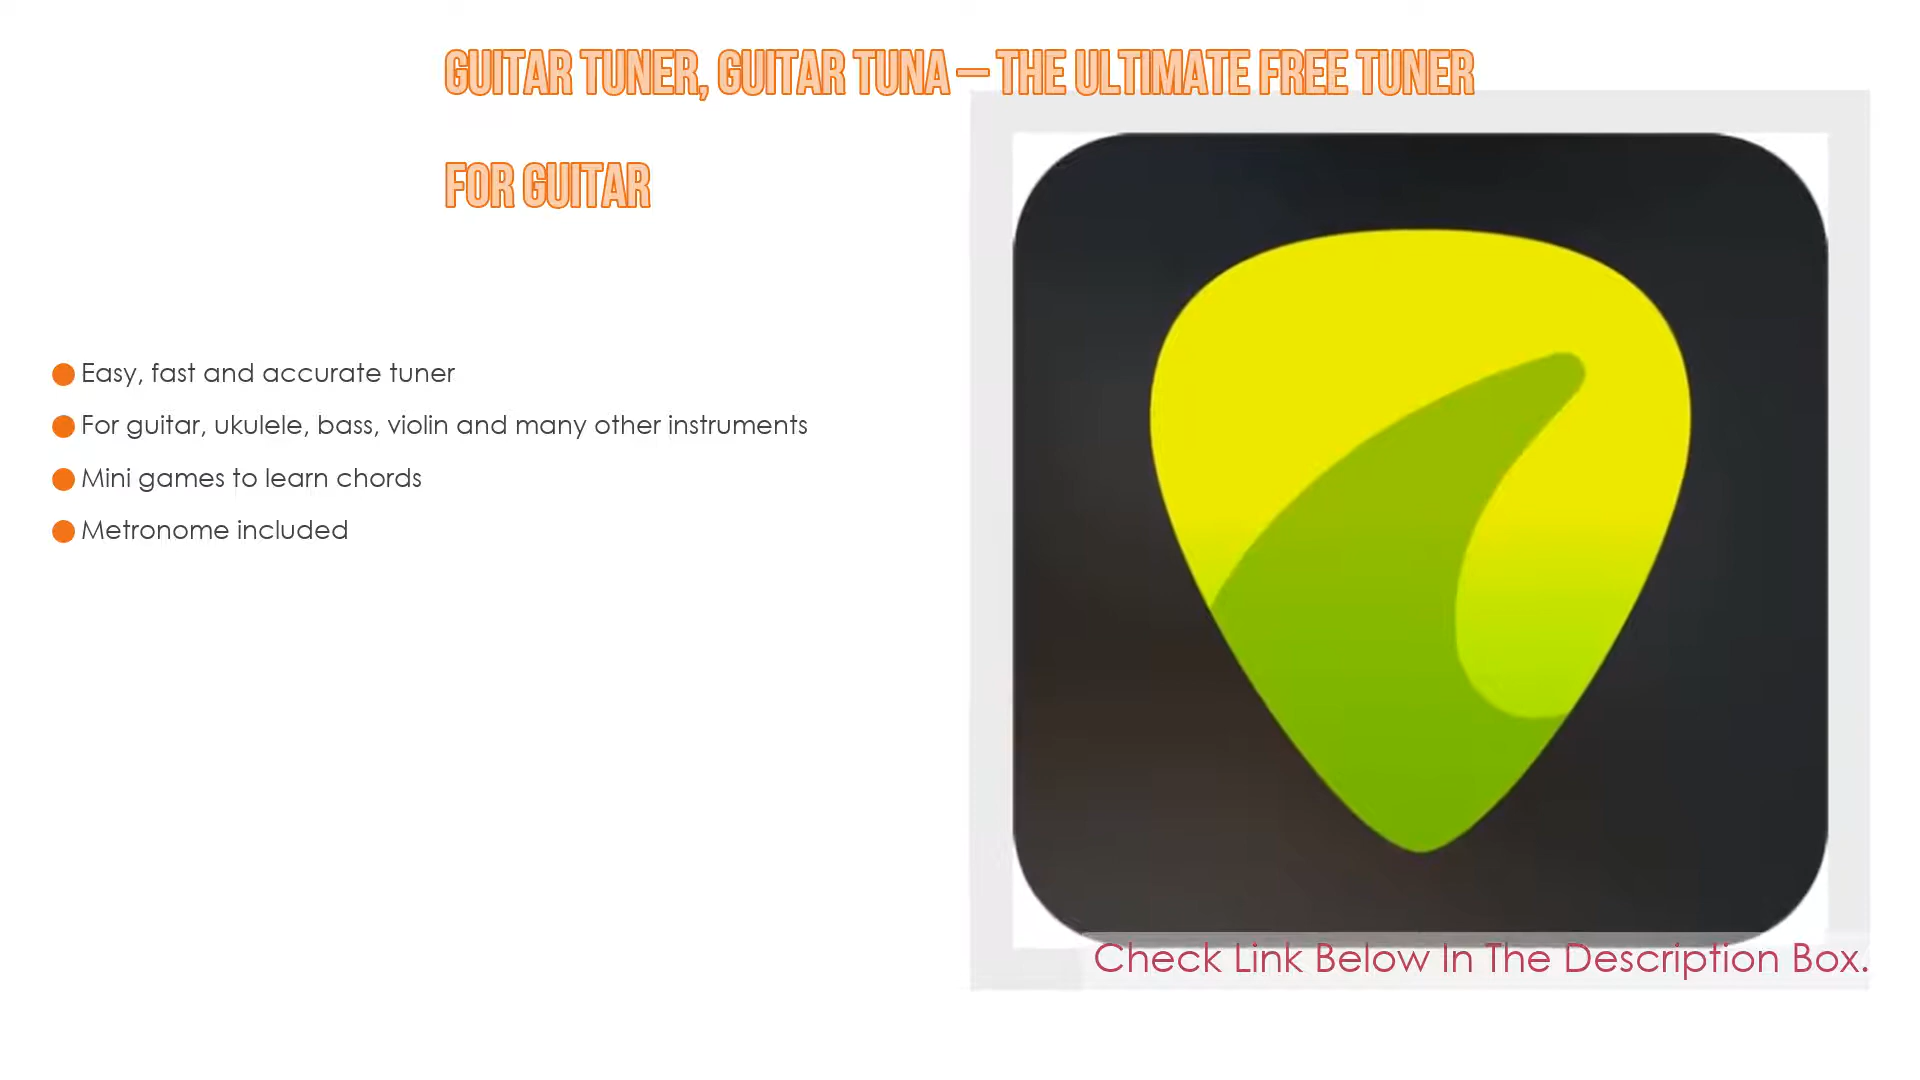 GUITAR TUNER, GUITAR TUNA — THE ULTIMATE FREE TUNER
FOR GUITAR
Easy, fast and accurate tuner
For guitar, ukulele, bass, violin and many other instruments
Mini games to learn chords
Metronome included
Check Link Below In The Description Box.